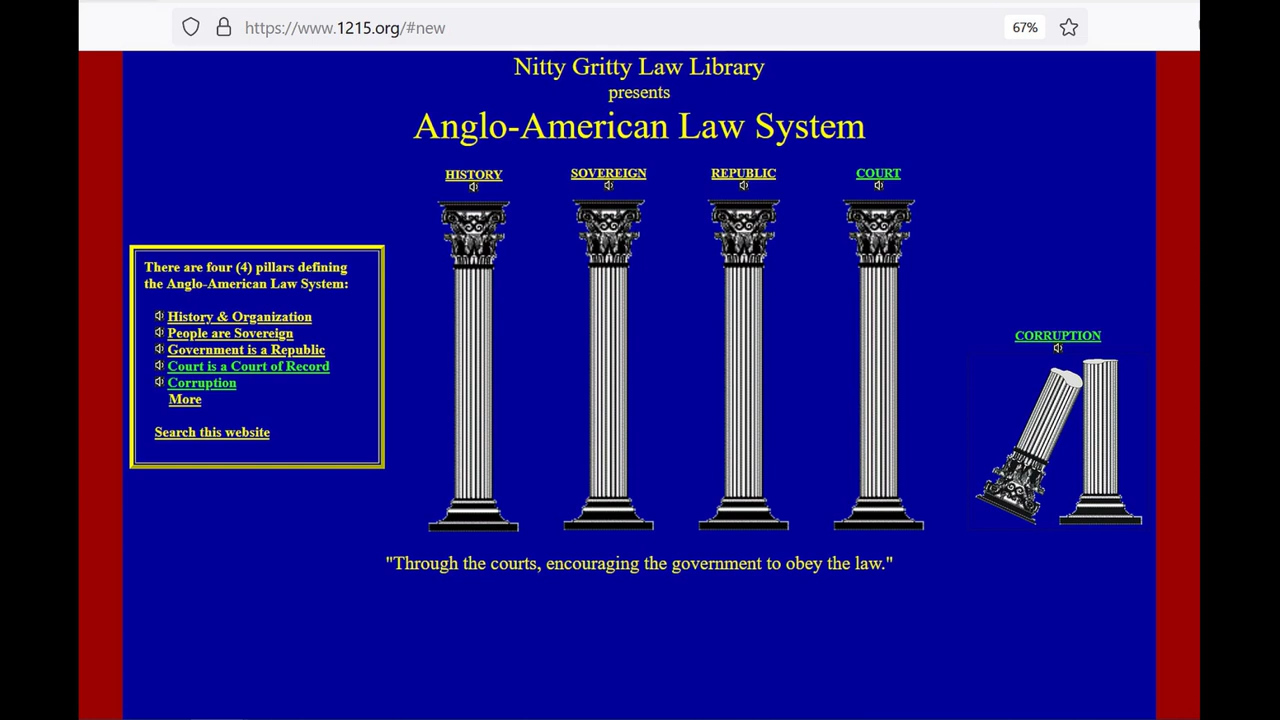 https://www.1215.org/#new
67%
Nitty Gritty Law Library
presents
Anglo-American Law System
HISTORY
SOVEREIGN
REPUBLIC
COURT
There are four (4) pillars defining
the Anglo-American Law System:
History & Organization
People are Sovereign
Government is a Republic
Court is a Court of Record
Corruption
More
Search this website
CORRUPTION
"Through the courts, encouraging the government to obey the law."